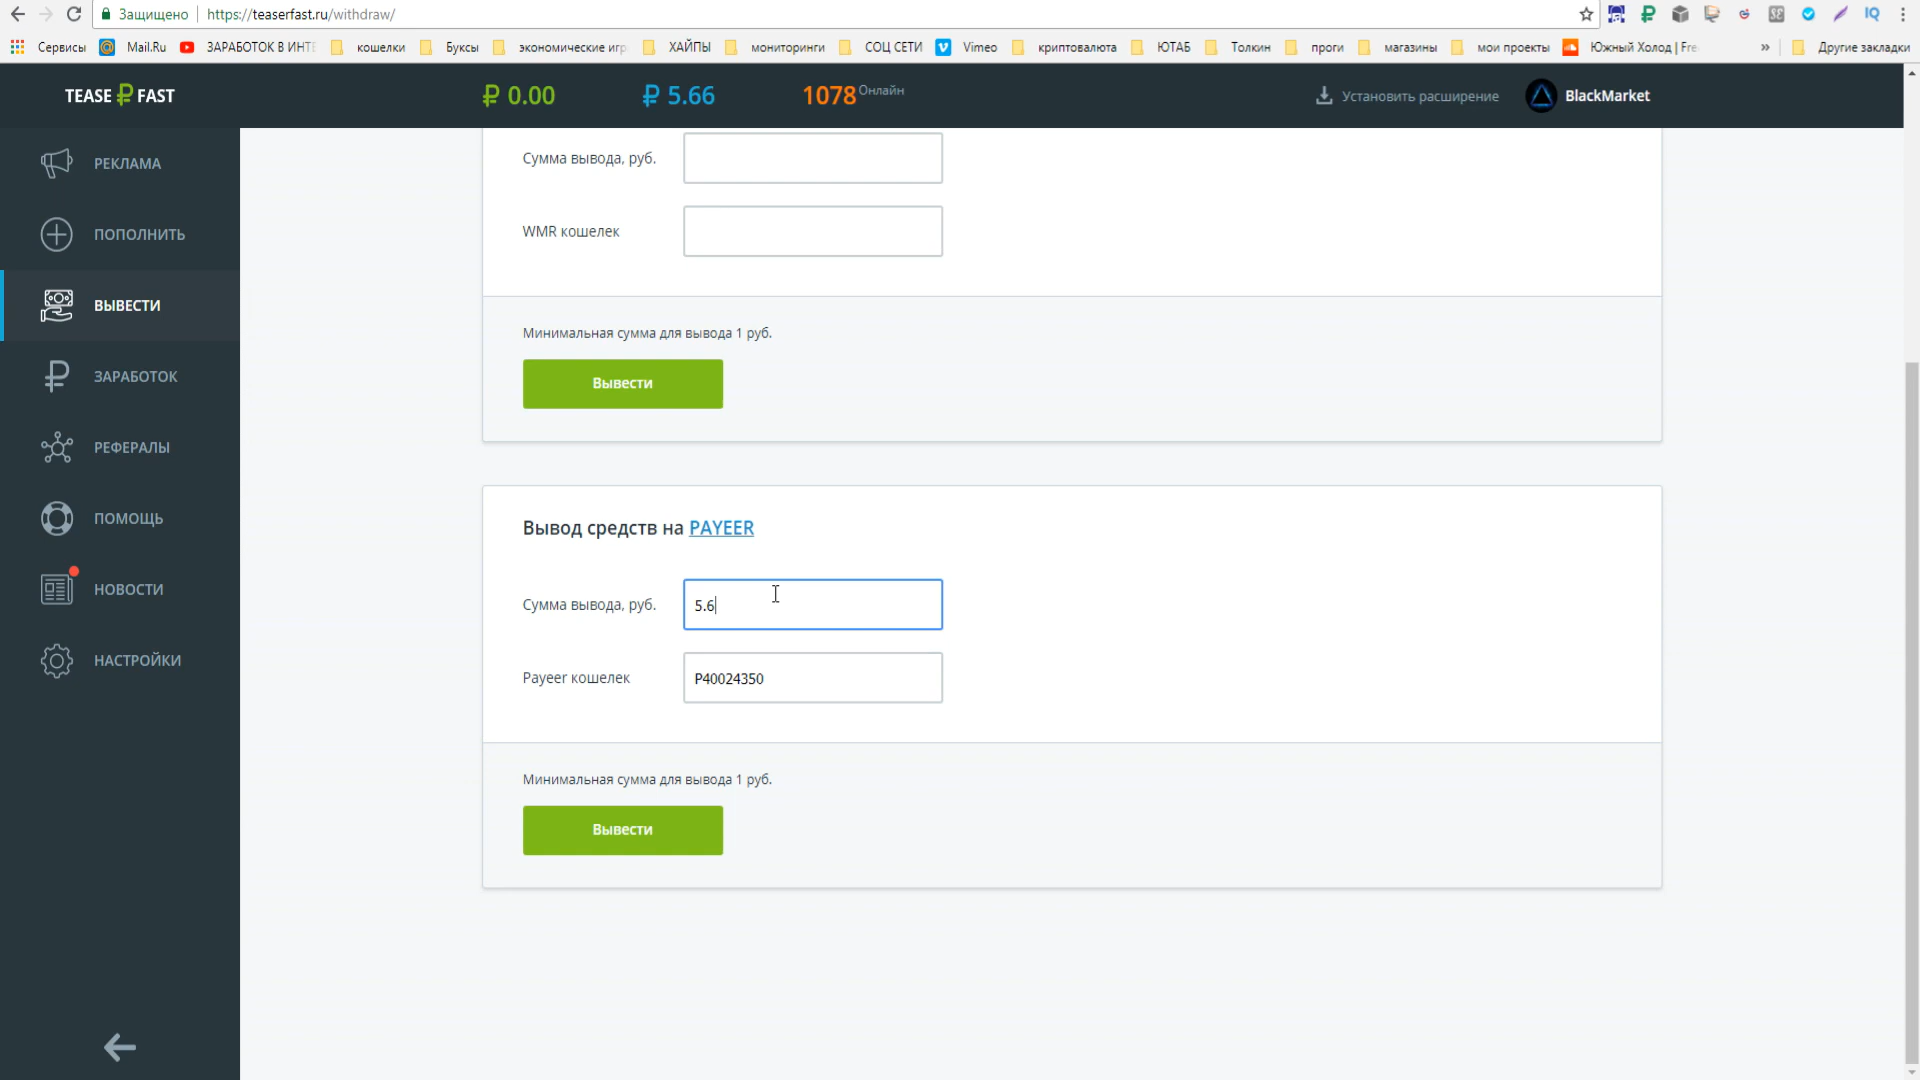 Защищено https://teaserfast.ru/withdraw/
Сервисы Mail.Ru ЗАРАБОТОК В ИНТЕ кошелки Буксы экономические игр ХАЙПЫ мониторинги СОЦ СЕТИ Vimeo криптовалюта ЮТАБ Толкин проги магазины мои проекты Южный Холод | Fre » Другие закладки
TEASE₽FAST ₽ 0.00 ₽ 5.66 1078 Онлайн Установить расширение BlackMarket
РЕКЛАМА
ПОПОЛНИТЬ
ВЫВЕСТИ
ЗАРАБОТОК
РЕФЕРАЛЫ
ПОМОЩЬ
НОВОСТИ
НАСТРОЙКИ
Сумма вывода, руб.
WMR кошелек
Минимальная сумма для вывода 1 руб.
Вывести
Вывод средств на PAYEER
Сумма вывода, руб. 5.6
Payeer кошелек P40024350
Минимальная сумма для вывода 1 руб.
Вывести